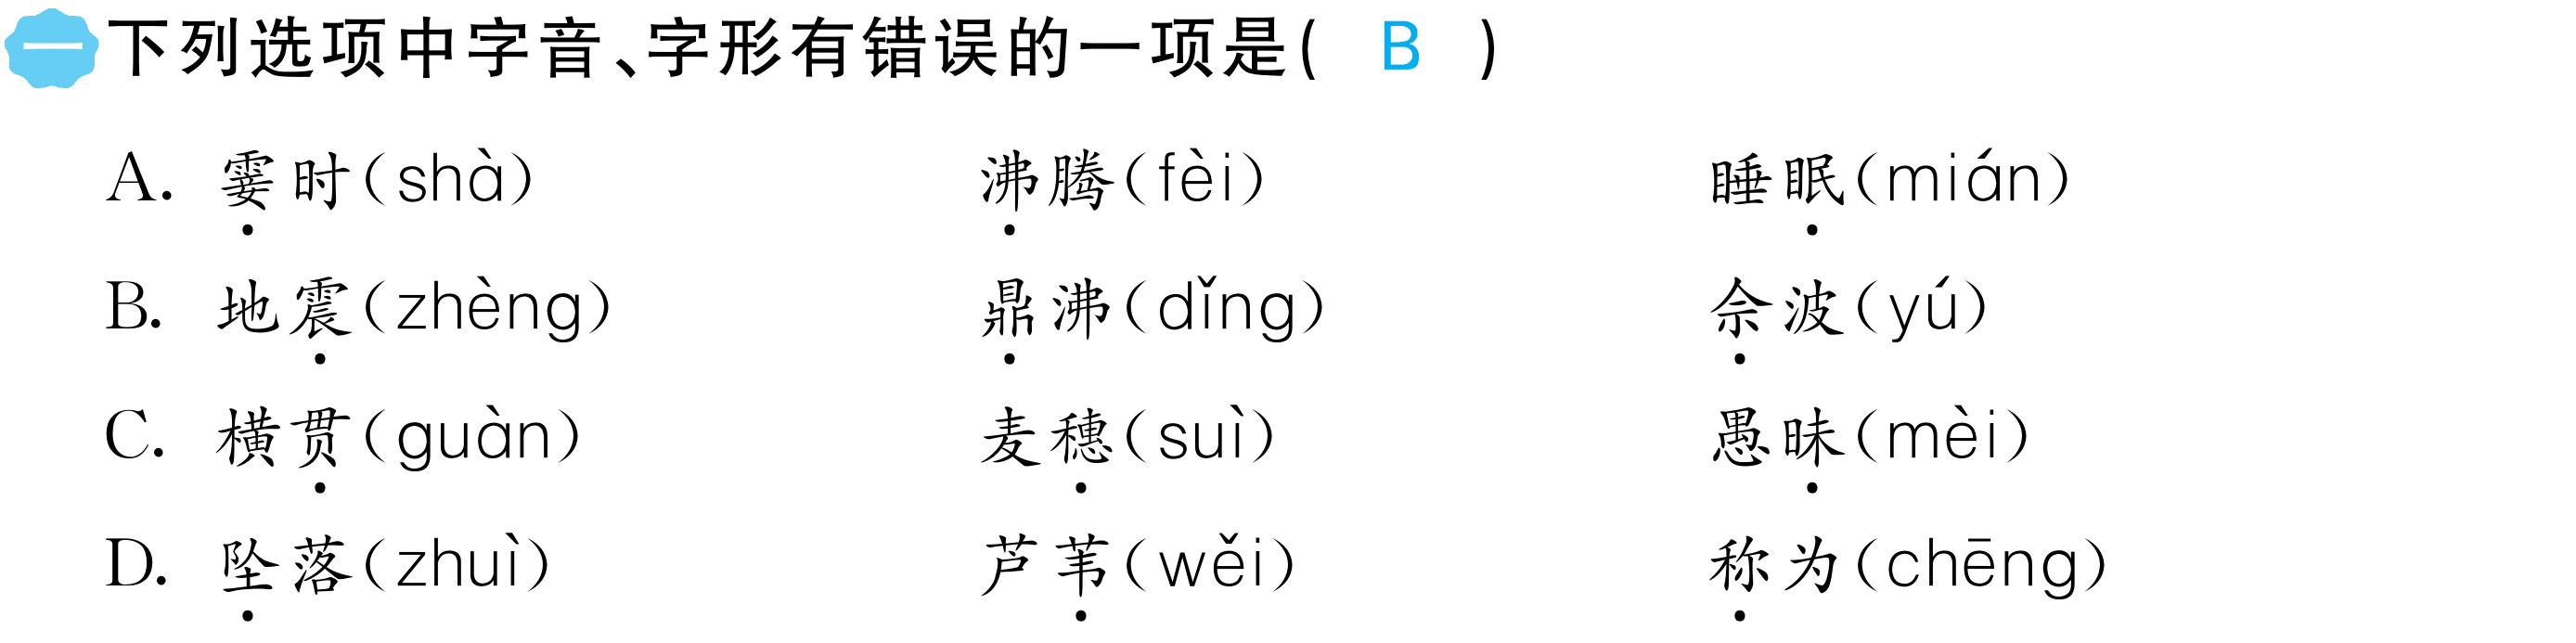 一 下列选项中字音、字形有错误的一项是( B )
A. 霎时(shà) 沸腾(fèi) 睡眠(mián)
B. 地震(zhèng) 鼎沸(dǐng) 余波(yú)
C. 横贯(guàn) 麦穗(suì) 愚昧(mèi)
D. 坠落(zhuì) 芦苇(wěi) 称为(chēng)